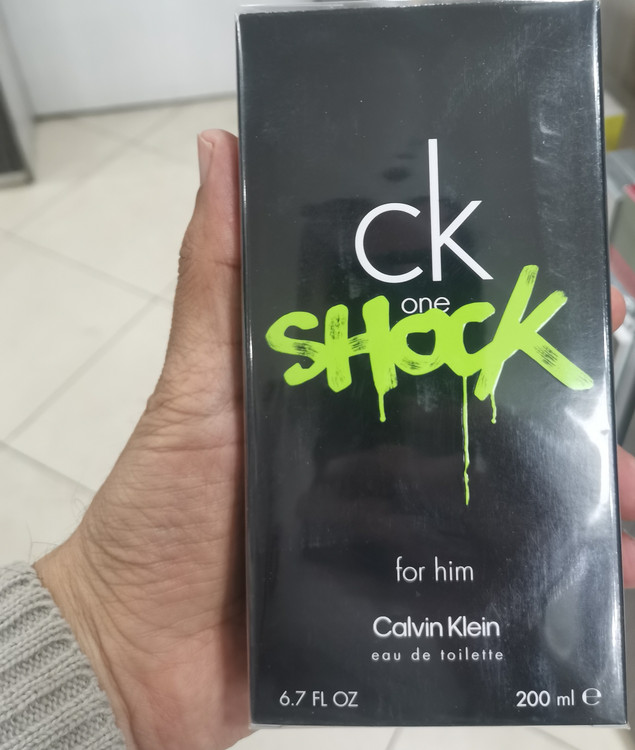 ck
one
SHOCK
for him
Calvin Klein
eau de toilette
6.7 FL OZ 200 ml ℮